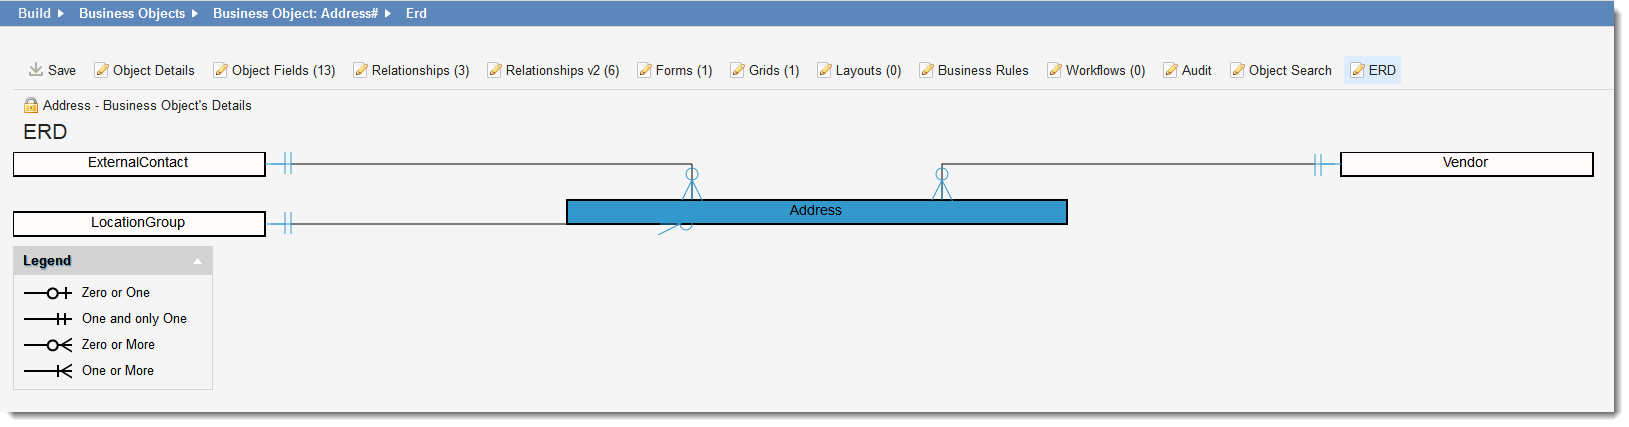 Build Business Objects Business Object: Address# Erd
Save Object Details Object Fields (13) Relationships (3) Relationships v2 (6) Forms (1) Grids (1) Layouts (0) Business Rules Workflows (0) Audit Object Search ERD
Address - Business Object's Details
ERD
ExternalContact Vendor
Address
LocationGroup
Legend
Zero or One
One and only One
Zero or More
One or More